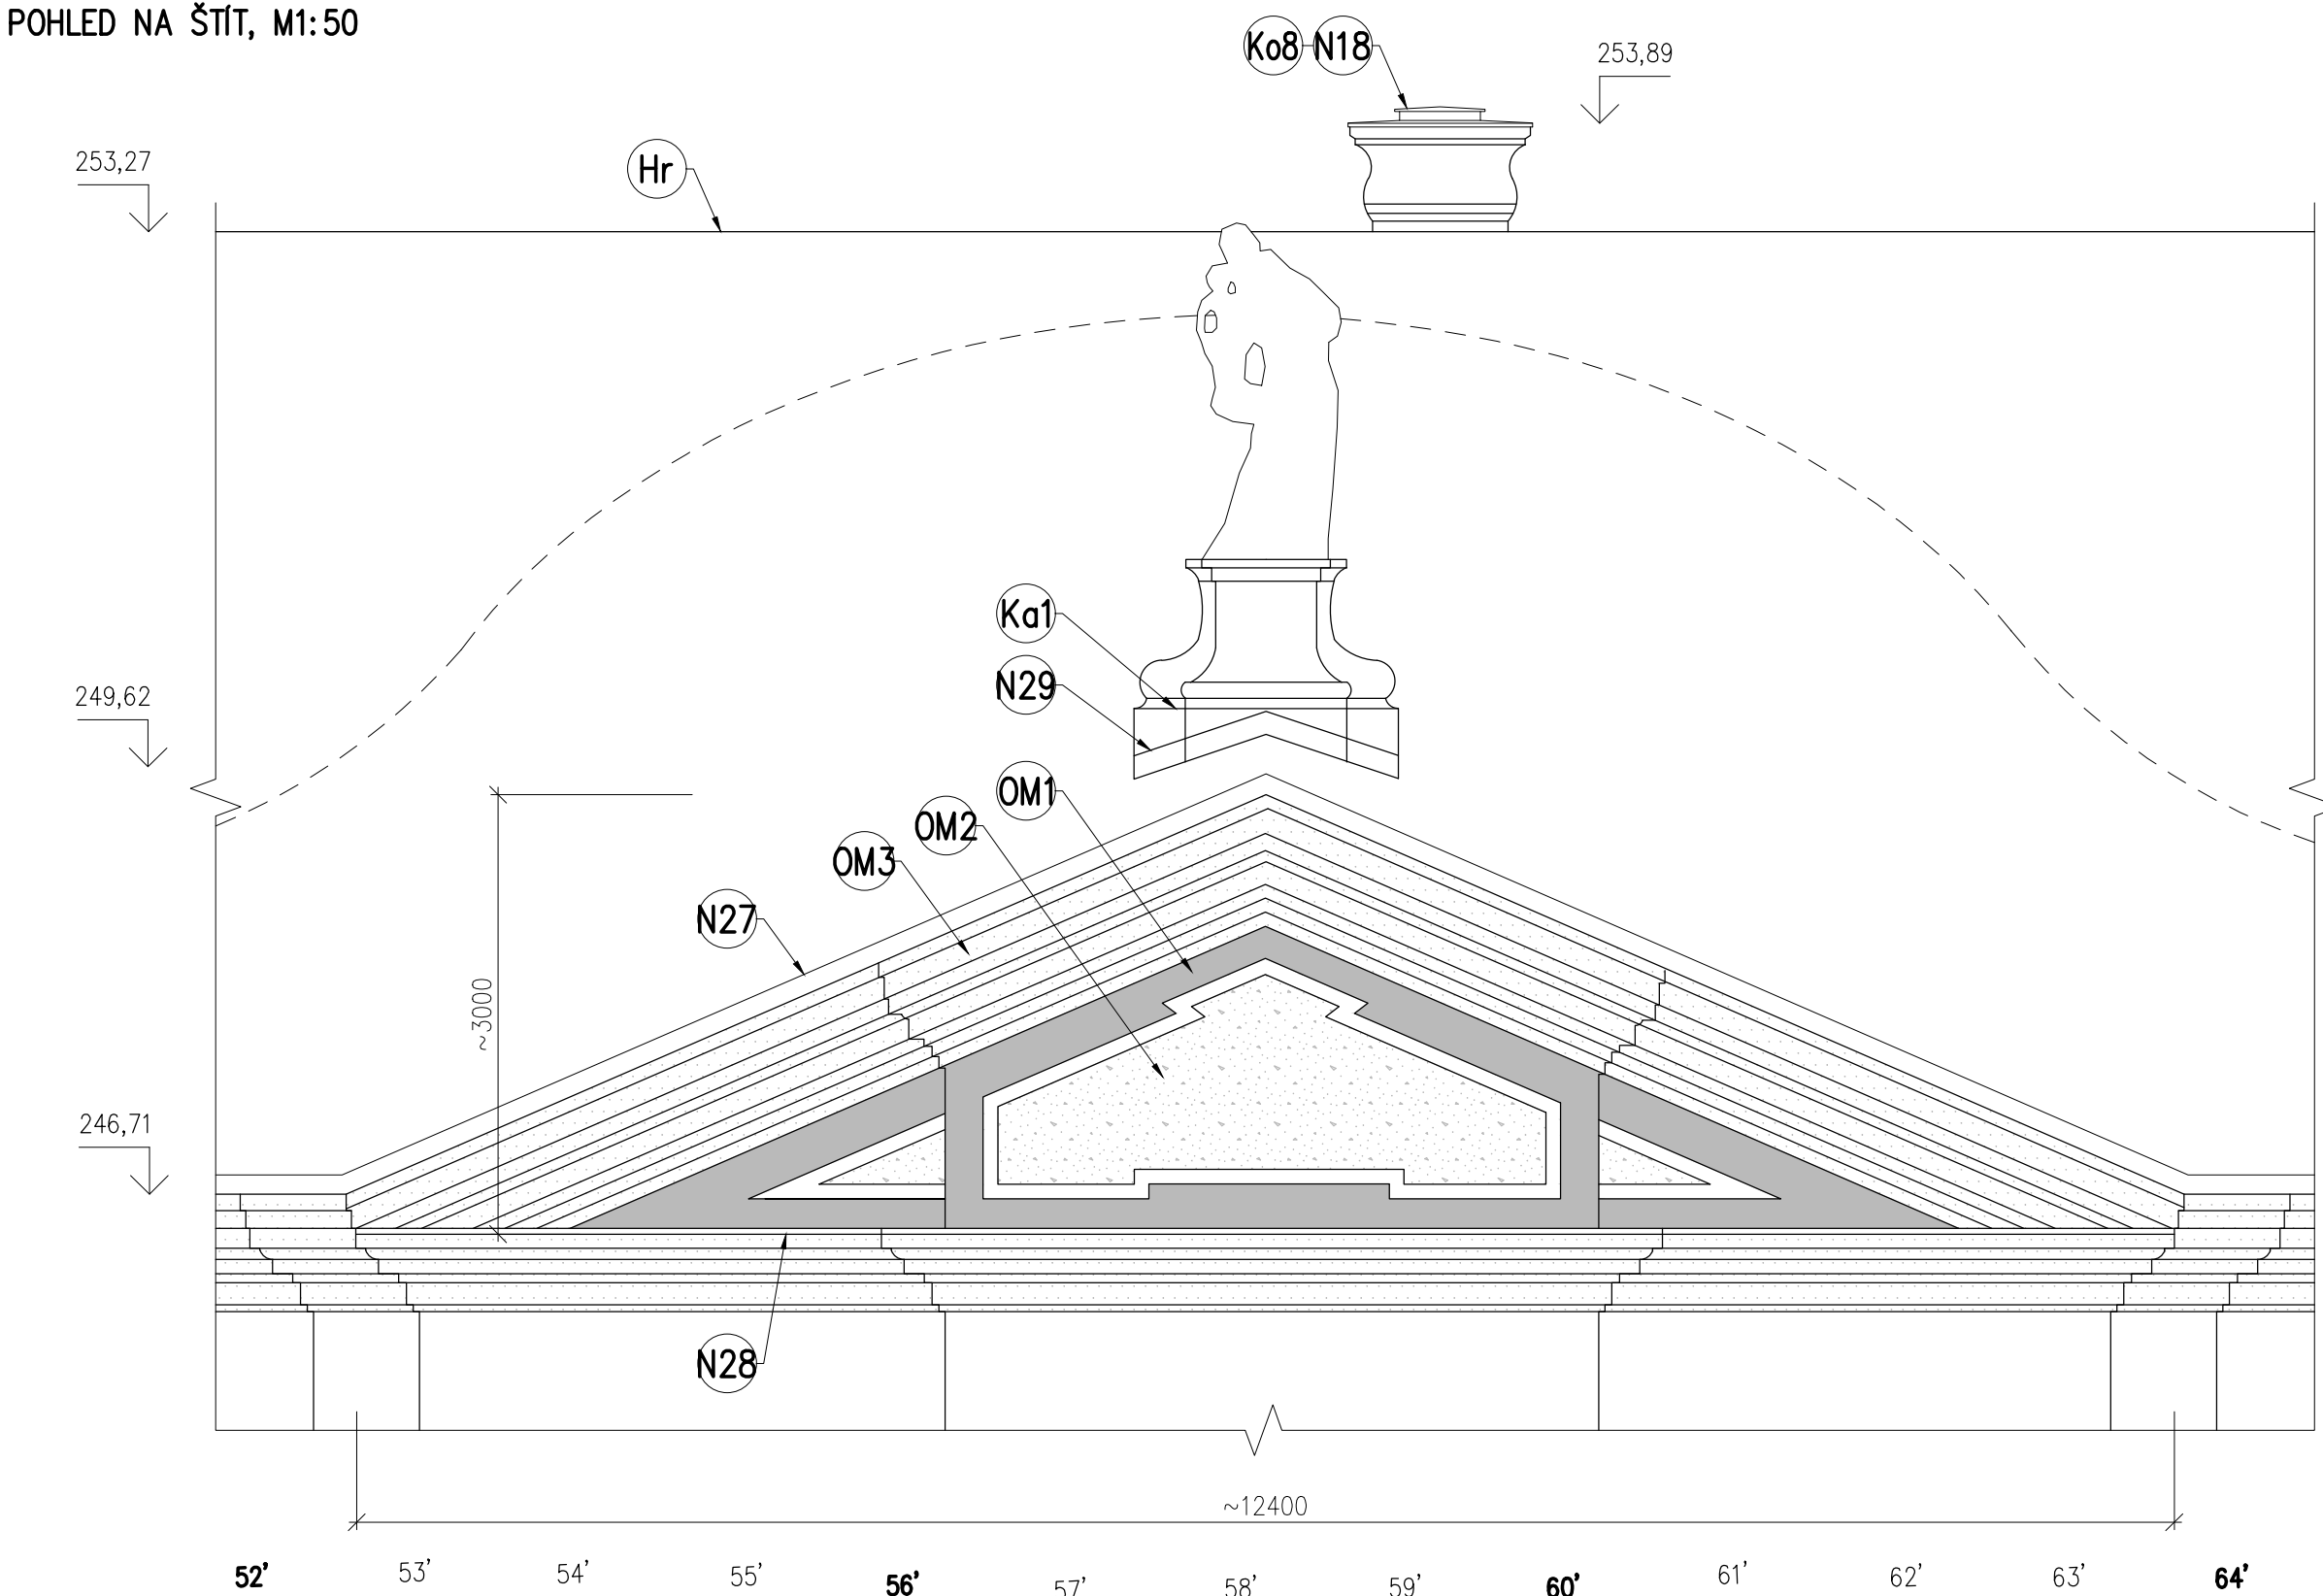 POHLED NA ŠTÍT, M1:50
Ko8 N18
253,89
253,27
Hr
Ka1
249,62
N29
OM1
OM2
OM3
N27
~3000
246,71
N28
~12400
52' 53' 54' 55' 56' 57' 58' 59' 60' 61' 62' 63' 64'